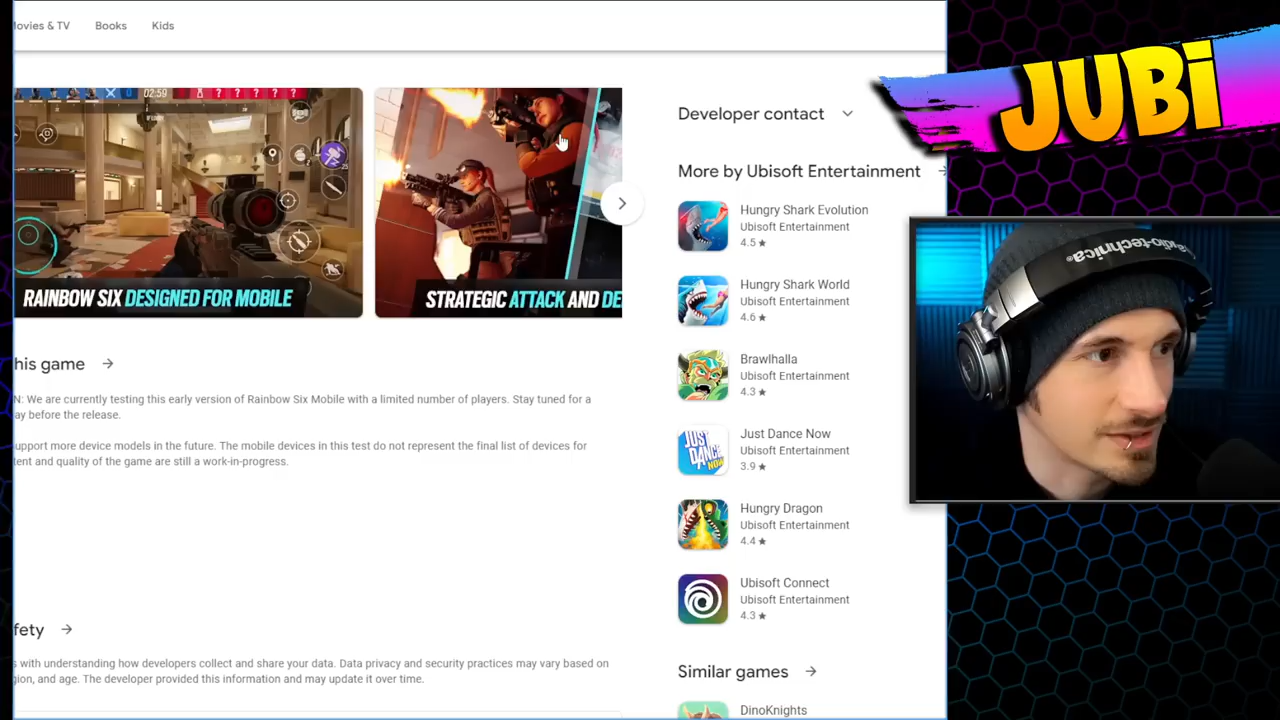 Movies & TV
Books
Kids
JUBi
02:59
RAINBOW SIX DESIGNED FOR MOBILE
STRATEGIC ATTACK AND DE
his game
N: We are currently testing this early version of Rainbow Six Mobile with a limited number of players. Stay tuned for a
ay before the release.
upport more device models in the future. The mobile devices in this test do not represent the final list of devices for
tent and quality of the game are still a work-in-progress.
fety
s with understanding how developers collect and share your data. Data privacy and security practices may vary based on
gion, and age. The developer provided this information and may update it over time.
Developer contact
More by Ubisoft Entertainment
Hungry Shark Evolution
Ubisoft Entertainment
4.5 ★
Hungry Shark World
Ubisoft Entertainment
4.6 ★
Brawlhalla
Ubisoft Entertainment
4.3 ★
JUST DANCE NOW
Just Dance Now
Ubisoft Entertainment
3.9 ★
Hungry Dragon
Ubisoft Entertainment
4.4 ★
Ubisoft Connect
Ubisoft Entertainment
4.3 ★
Similar games
DinoKnights
audio-technica